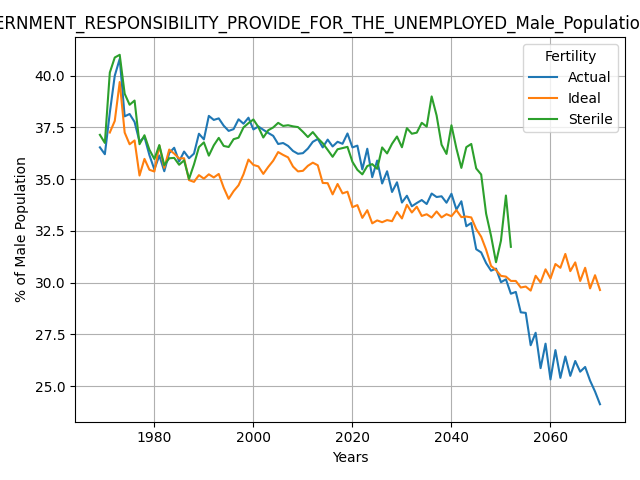 ERNMENT_RESPONSIBILITY_PROVIDE_FOR_THE_UNEMPLOYED_Male_Populatio
Fertility
Actual
Ideal
Sterile
% of Male Population
40.0
37.5
35.0
32.5
30.0
27.5
25.0
1980
2000
2020
2040
2060
Years